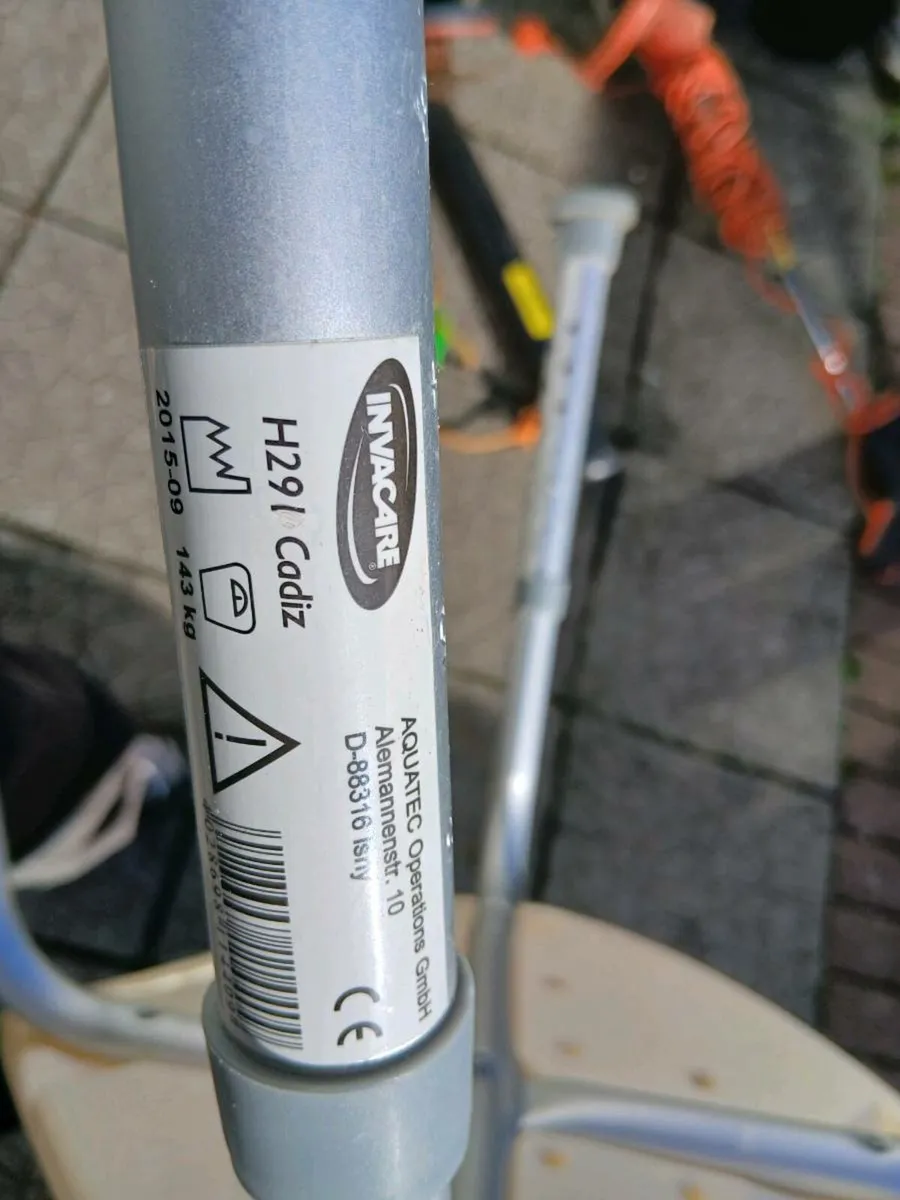 INVACARE®
H291 Cadiz
2015-09 143 kg
AQUATEC Operations GmbH
Alemannenstr. 10
D-88316 Isny
CE